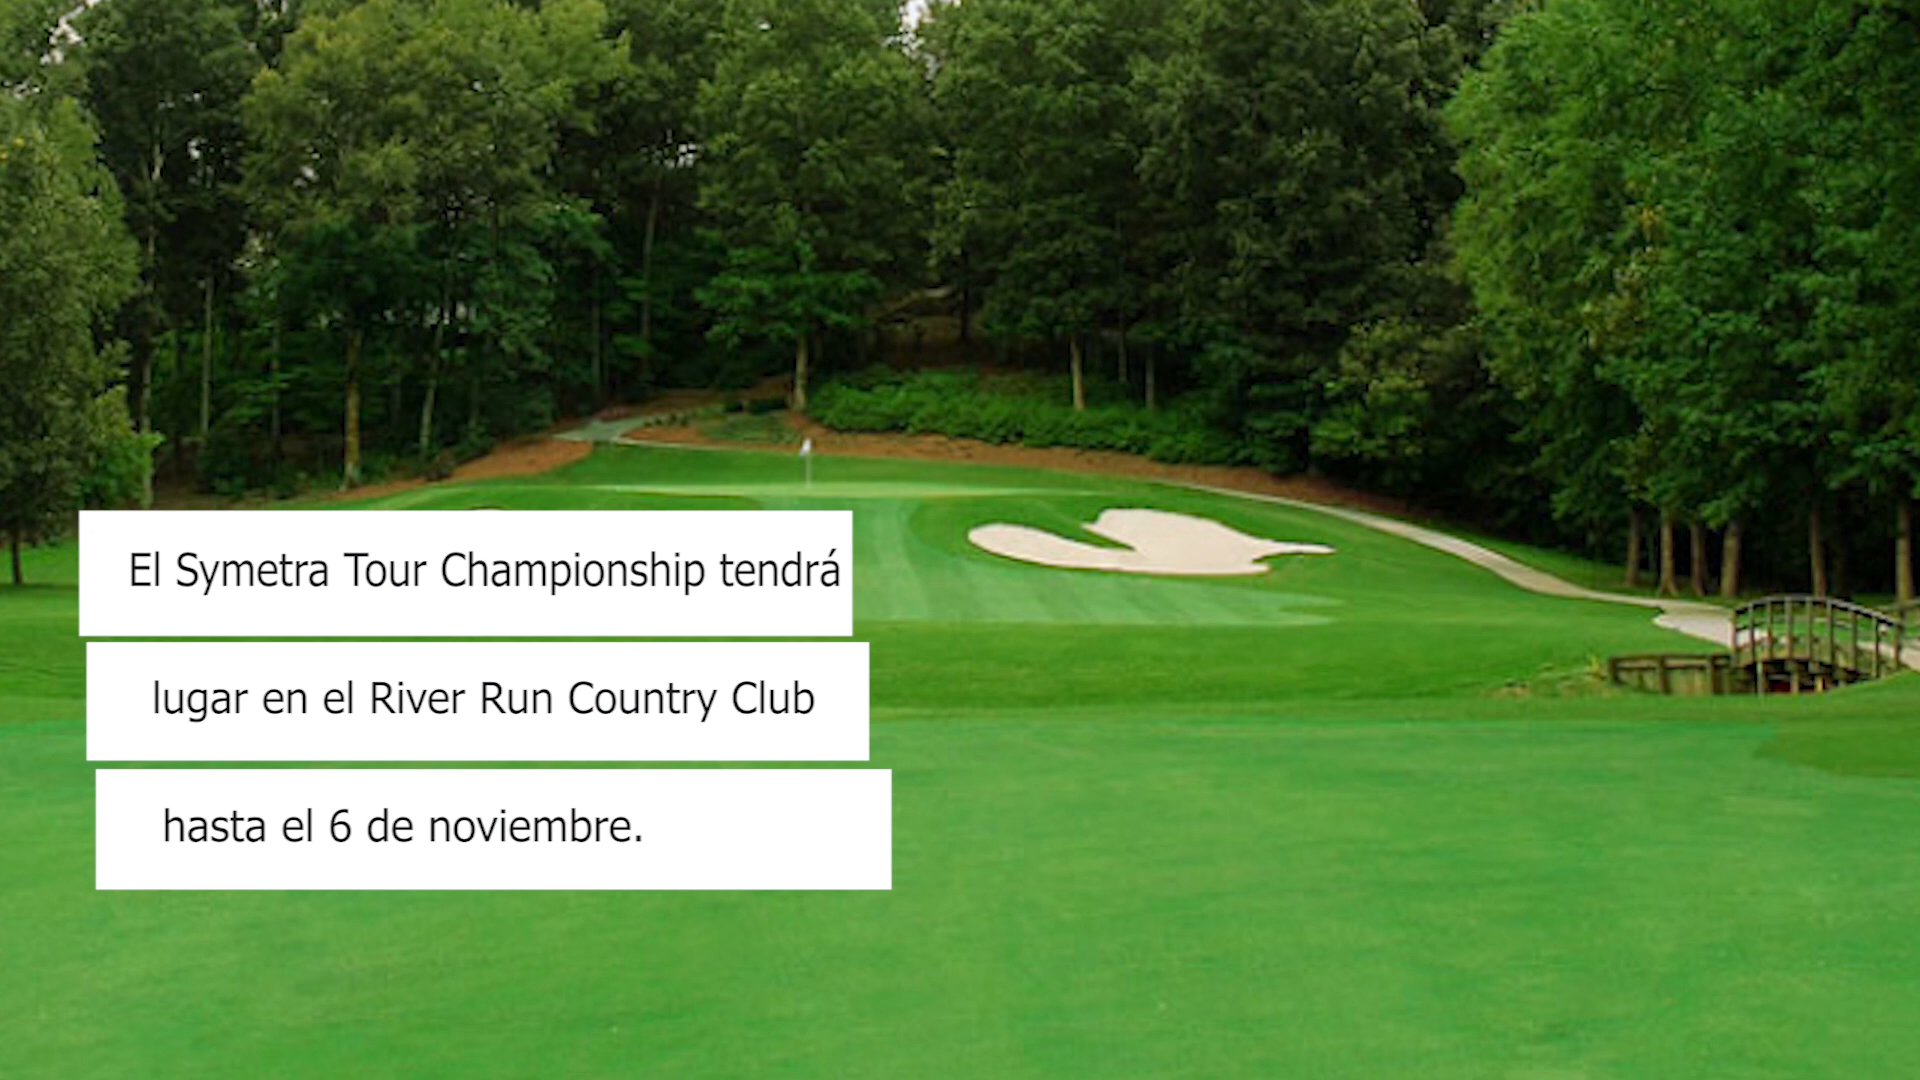 El Symetra Tour Championship tendrá
lugar en el River Run Country Club
hasta el 6 de noviembre.